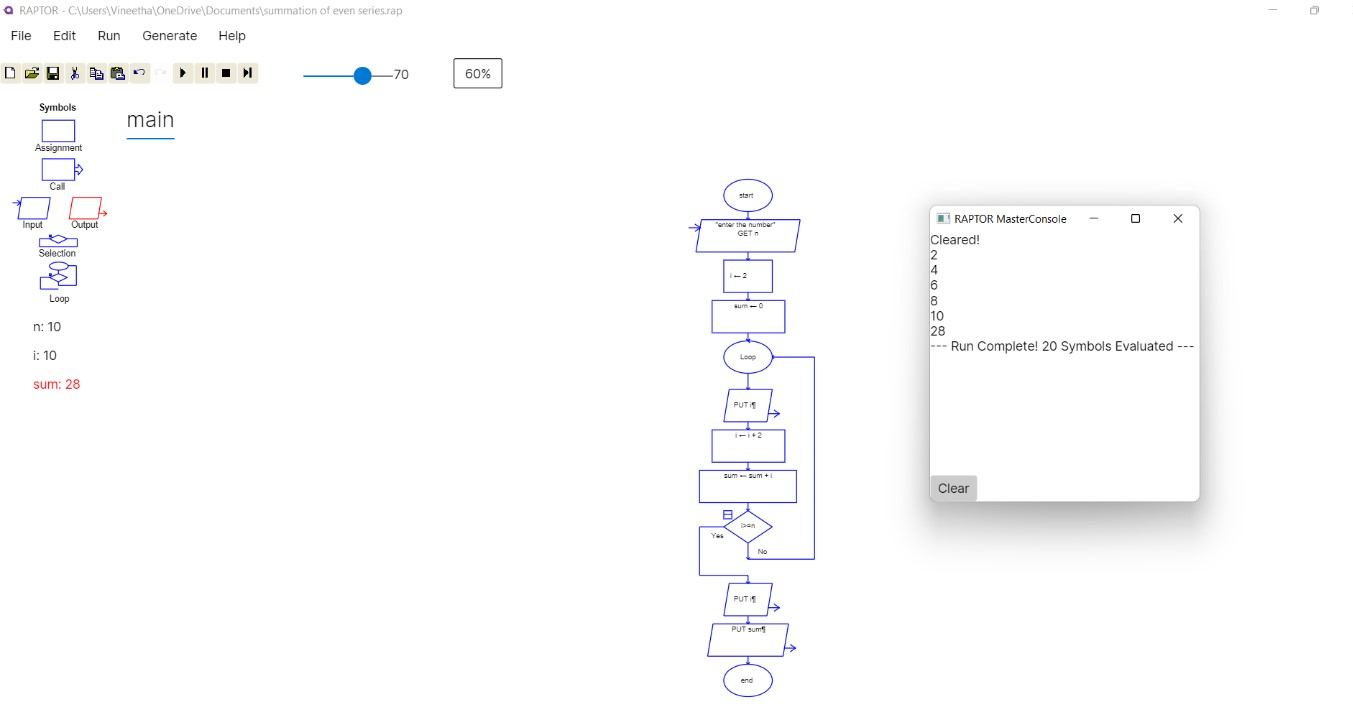 RAPTOR - C:\Users\Vineetha\OneDrive\Documents\summation of even series.rap
File Edit Run Generate Help
70
60%
Symbols
Assignment
Call
Input Output
Selection
Loop
n: 10
i: 10
sum: 28
main
start
"enter the number"
GET n
i ← 2
sum ← 0
Loop
PUT i¶
i ← i + 2
sum ← sum + i
i>=n
Yes
No
PUT i¶
PUT sum¶
end
RAPTOR MasterConsole
Cleared!
2
4
6
8
10
28
--- Run Complete! 20 Symbols Evaluated ---
Clear